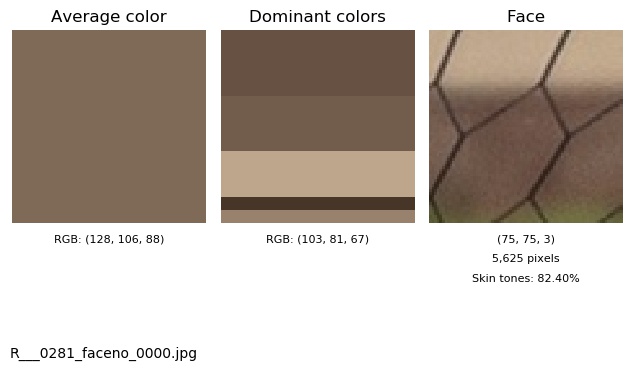 Average color
Dominant colors
Face
RGB: (128, 106, 88)
RGB: (103, 81, 67)
(75, 75, 3)
5,625 pixels
Skin tones: 82.40%
R___0281_faceno_0000.jpg